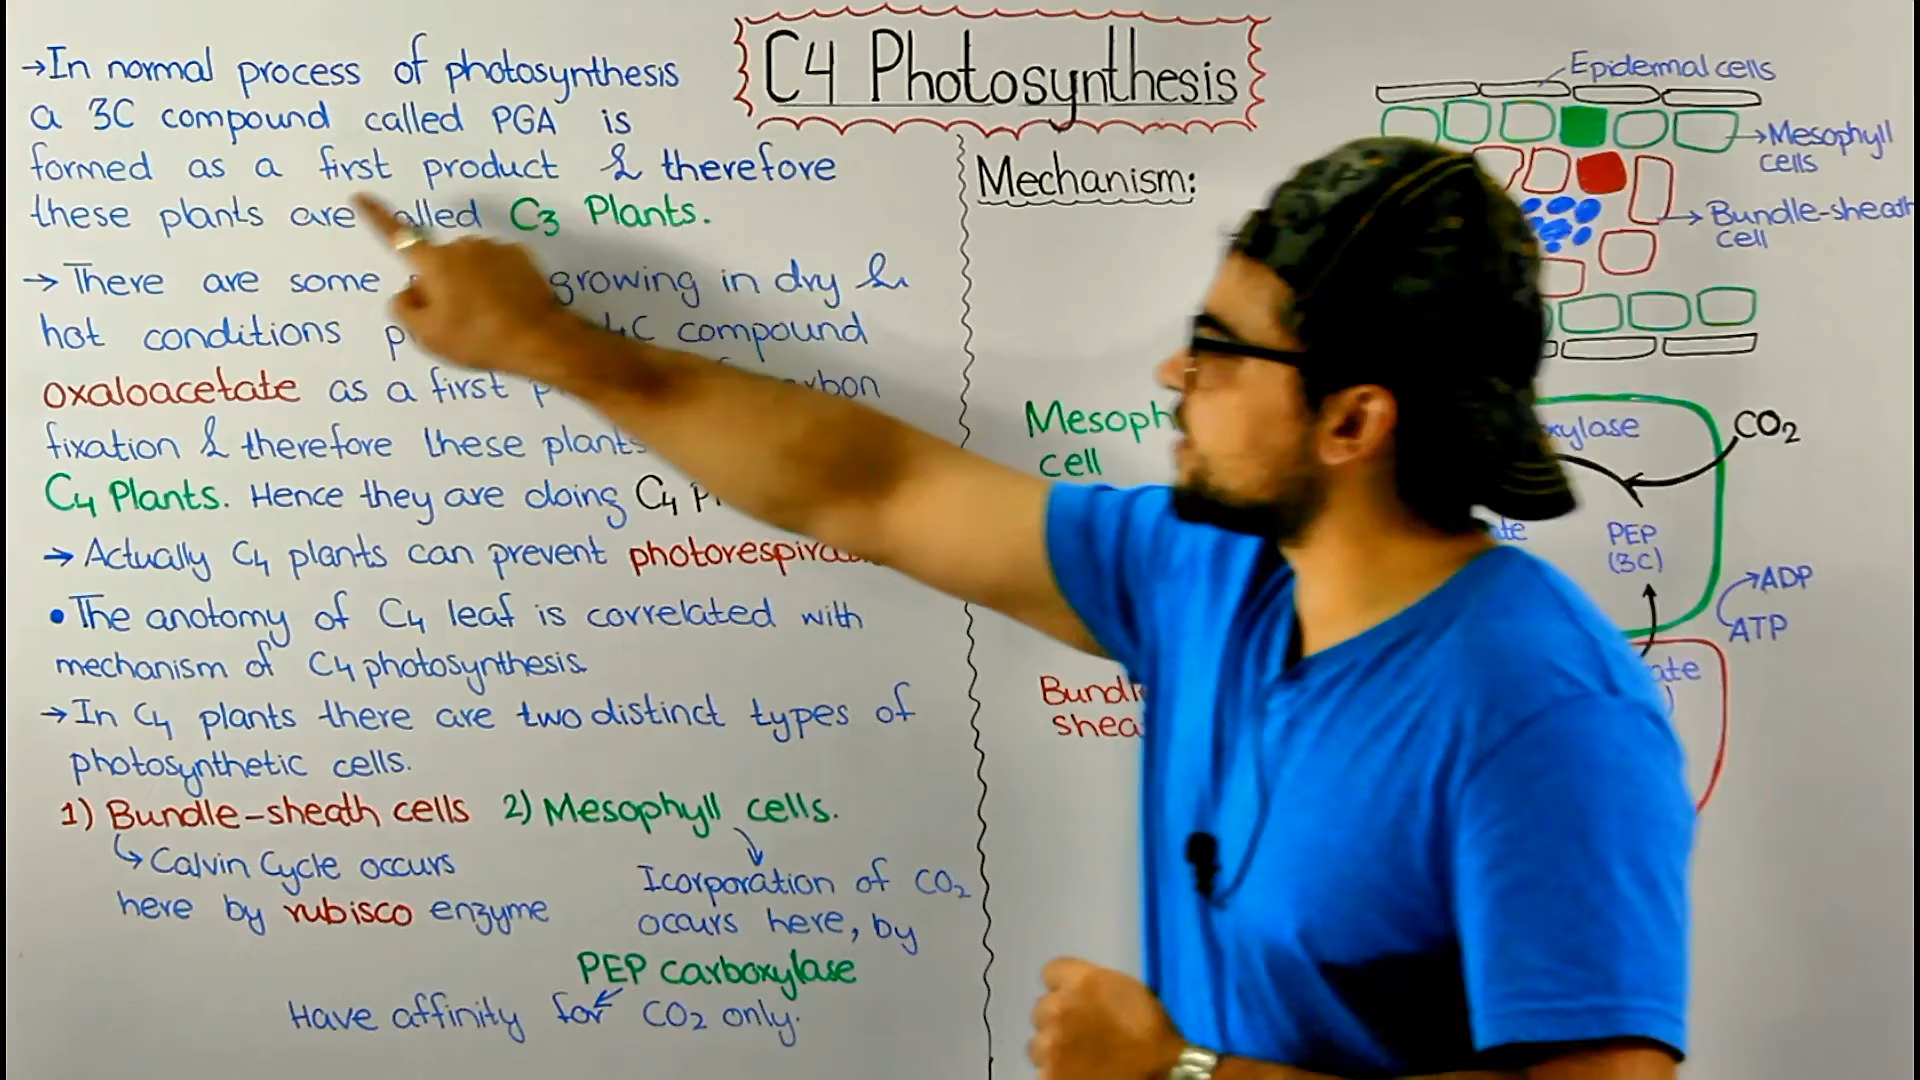 C4 Photosynthesis
→In normal process of photosynthesis
a 3C compound called PGA is
formed as a first product & therefore
these plants are called C3 Plants.
→ There are some growing in dry &
hot conditions 4C compound
oxaloacetate as a first
fixation & therefore these plants
C4 Plants. Hence they are doing C4
→ Actually C4 plants can prevent
• The anotomy of C4 leaf is correlated with
mechanism of C4 photosynthesis.
→ In C4 plants there are two distinct types of
photosynthetic cells.
1) Bundle-sheath cells 2) Mesophyll cells.
↳ Calvin Cycle occurs
here by rubisco enzyme
Icorporation of CO2
occurs here, by
PEP carboxylase
Have affinity for CO2 only.
Mechanism:
Epidermal cells
→Mesophyll
cells
→Bundle-sheath
cell
cell
CO2
PEP
(3C)
ADP
ATP